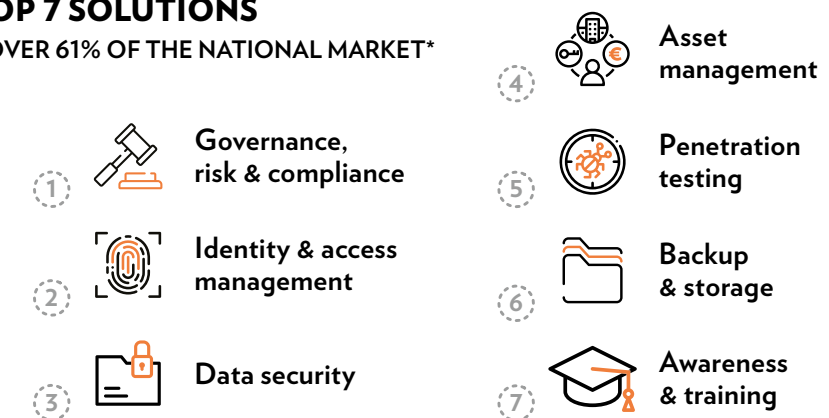 OP 7 SOLUTIONS
OVER 61% OF THE NATIONAL MARKET*
1
Governance,
risk & compliance
2
Identity & access
management
3
Data security
4
Asset
management
5
Penetration
testing
6
Backup
& storage
7
Awareness
& training